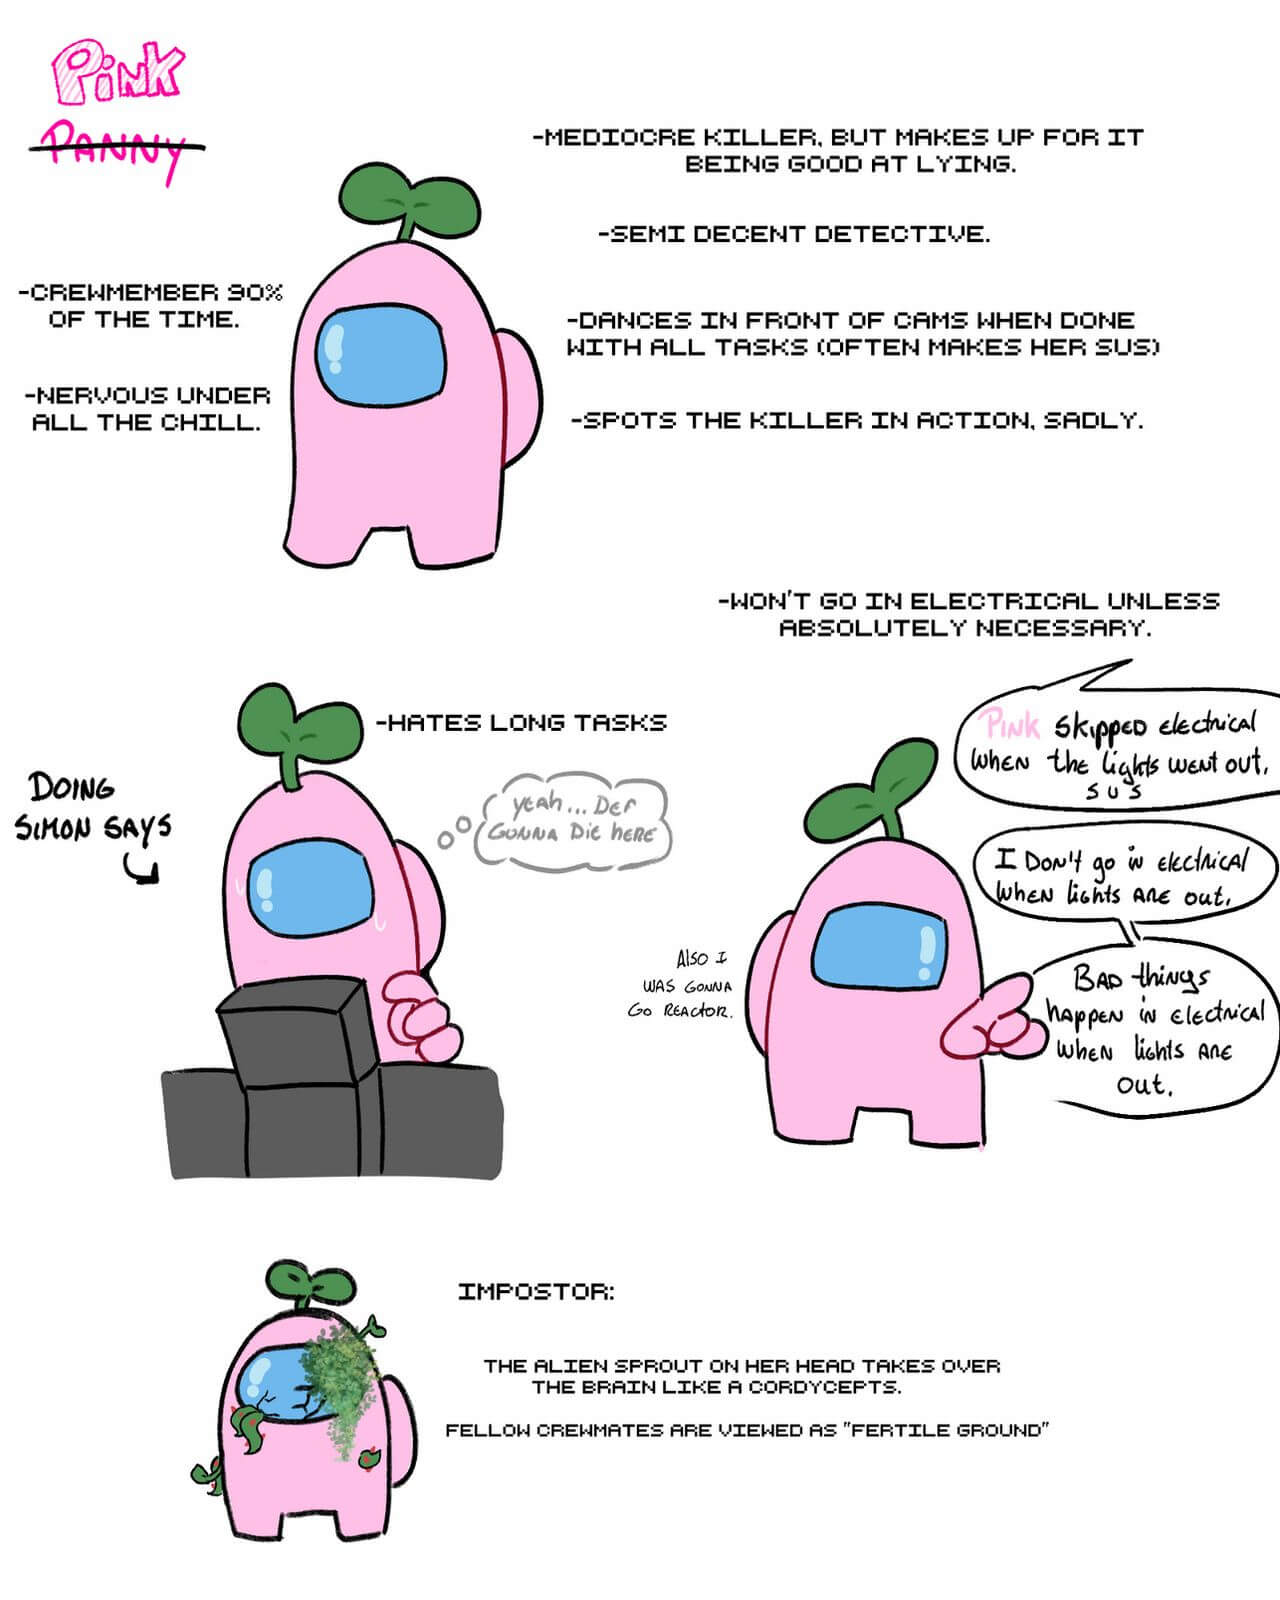 Pink
PANNY
-MEDIOCRE KILLER, BUT MAKES UP FOR IT
BEING GOOD AT LYING.
-SEMI DECENT DETECTIVE.
-CREWMEMBER 90%
OF THE TIME.
-DANCES IN FRONT OF CAMS WHEN DONE
WITH ALL TASKS (OFTEN MAKES HER SUS)
-NERVOUS UNDER
ALL THE CHILL.
-SPOTS THE KILLER IN ACTION, SADLY.
-WON'T GO IN ELECTRICAL UNLESS
ABSOLUTELY NECESSARY.
-HATES LONG TASKS
DOING
SIMON SAYS
yeah... DEF
GONNA DIE HERE
PINK SKIPPED Electrical
WHEN the lights WENT OUT.
SUS
I DON'T go in electrical
WHEN lights ARE out.
Also I
WAS GONNA
Go REACTOR.
BAD things
happen in electrical
WHEN lights ARE
out.
IMPOSTOR:
THE ALIEN SPROUT ON HER HEAD TAKES OVER
THE BRAIN LIKE A CORDYCEPTS.
FELLOW CREWMATES ARE VIEWED AS "FERTILE GROUND"